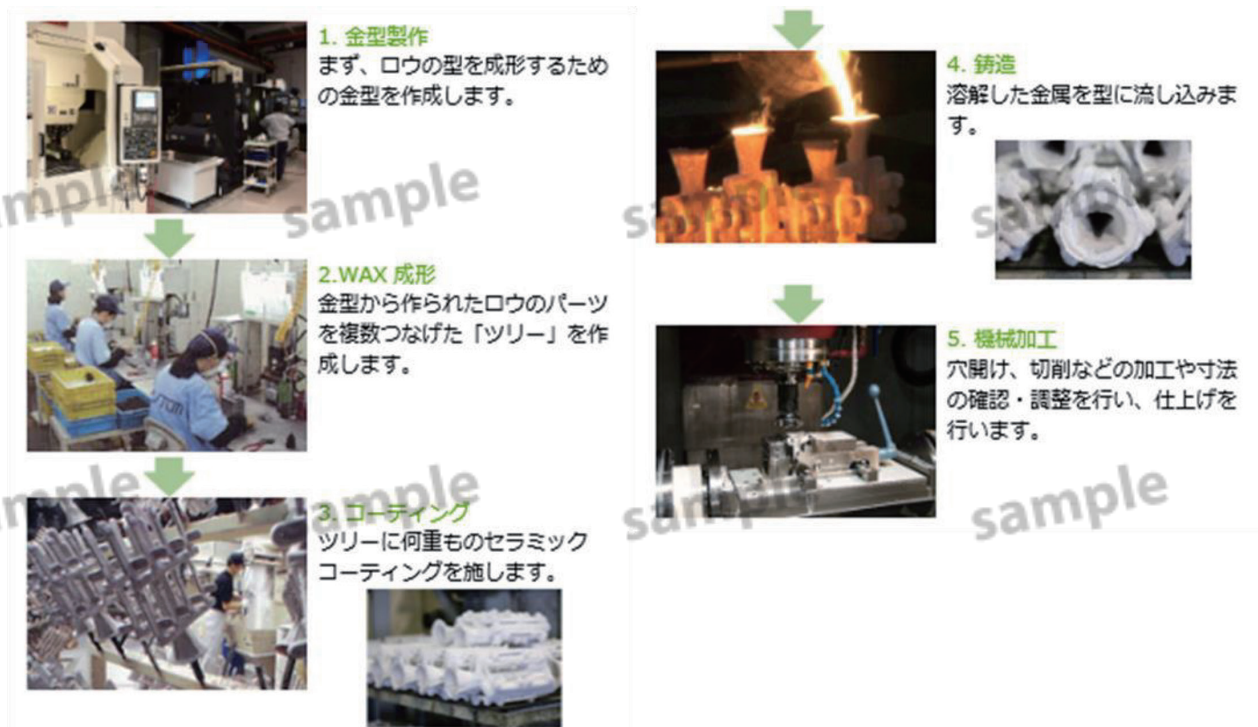 1. 金型製作
まず、ロウの型を成形するため
の金型を作成します。
sample
sample
2.WAX 成形
金型から作られたロウのパーツ
を複数つなげた「ツリー」を作
成します。
sample
sample
3. コーティング
ツリーに何重ものセラミック
コーティングを施します。
4. 鋳造
溶解した金属を型に流し込みま
す。
sample
sample
5. 機械加工
穴開け、切削などの加工や寸法
の確認・調整を行い、仕上げを
行います。
sample
sample